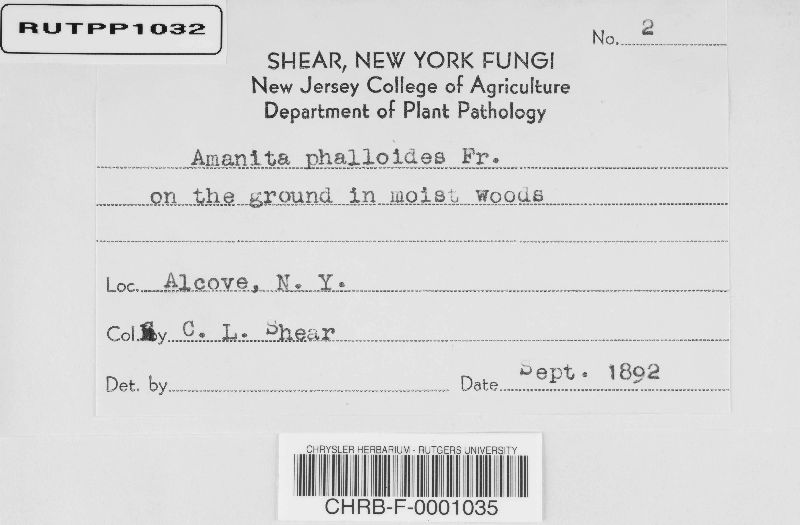 RUTPP1032
No. 2
SHEAR, NEW YORK FUNGI
New Jersey College of Agriculture
Department of Plant Pathology
Amanita phalloides Fr.
on the ground in moist woods
Loc. Alcove, N. Y.
Col. by C. L. Shear
Det. by
Date Sept. 1892
CHRYSLER HERBARIUM - RUTGERS UNIVERSITY
CHRB-F-0001035